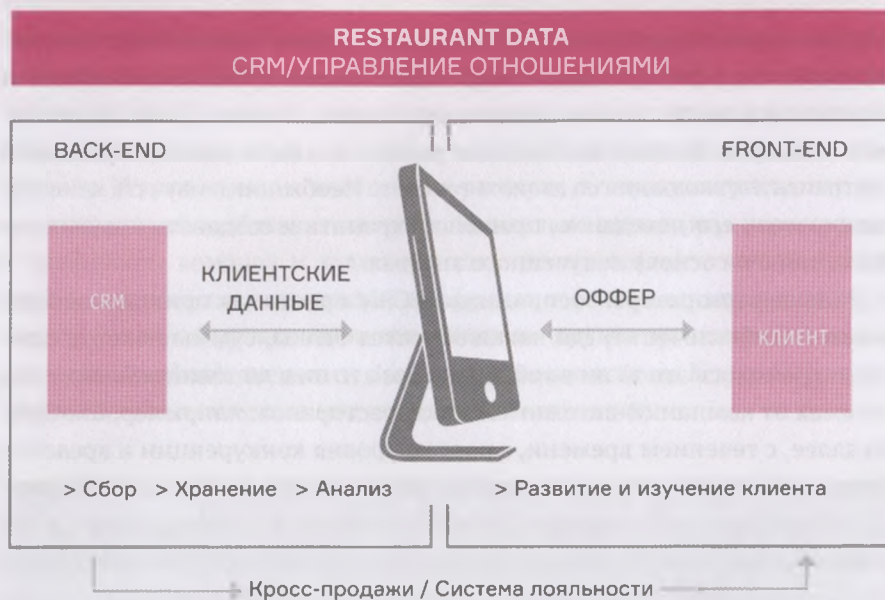 RESTAURANT DATA
CRM/УПРАВЛЕНИЕ ОТНОШЕНИЯМИ
BACK-END
FRONT-END
CRM
КЛИЕНТСКИЕ
ДАННЫЕ
ОФФЕР
КЛИЕНТ
> Сбор > Хранение > Анализ
> Развитие и изучение клиента
Кросс-продажи / Система лояльности